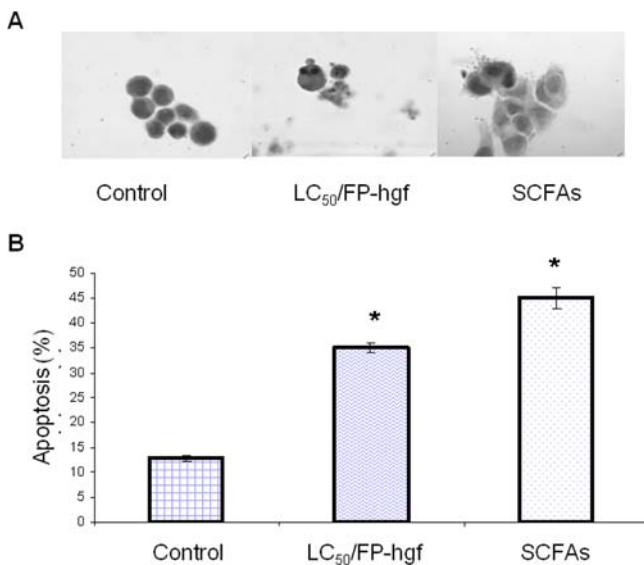 A
Control LC₅₀/FP-hgf SCFAs
B
*
*
50
45
40
35
30
25
20
15
10
5
0
Apoptosis (%)
Control LC₅₀/FP-hgf SCFAs